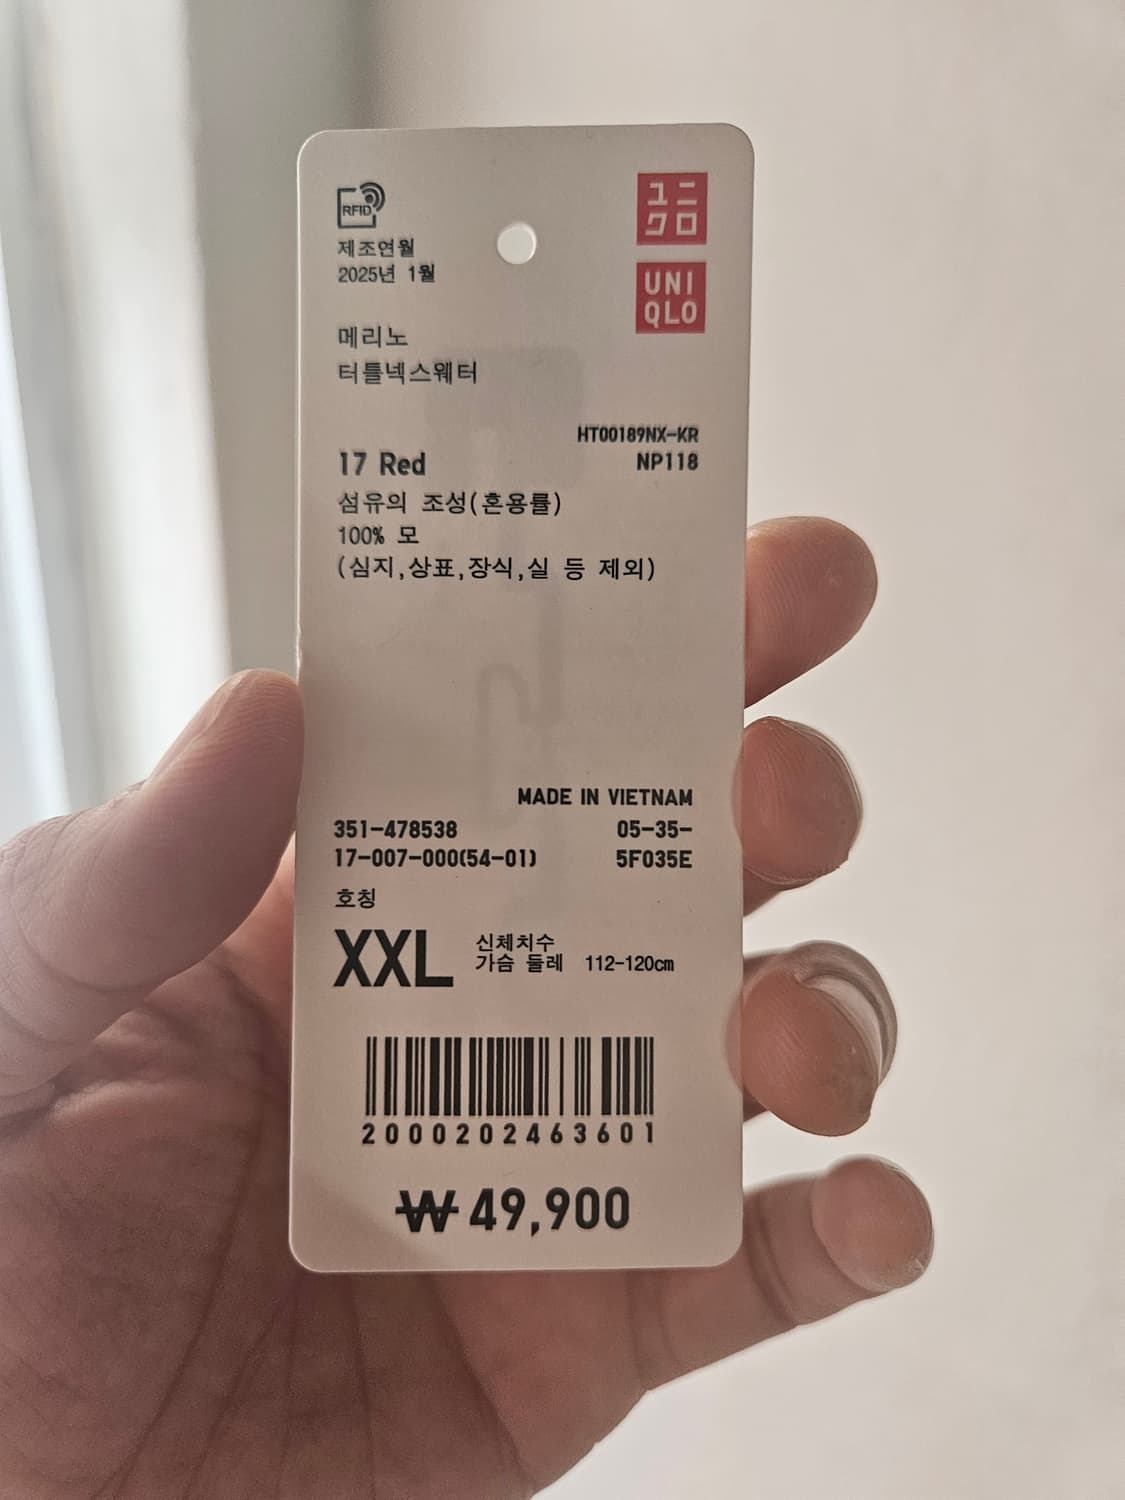 RFID
제조연월
2025년 1월
ユニ
クロ
UNI
QLO
메리노
터틀넥스웨터
HT00189NX-KR
17 Red
NP118
섬유의 조성(혼용률)
100% 모
(심지,상표,장식,실 등 제외)
MADE IN VIETNAM
351-478538
05-35-
17-007-000(54-01)
5F035E
호칭
XXL
신체치수
가슴 둘레 112-120cm
2000202463601
₩49,900